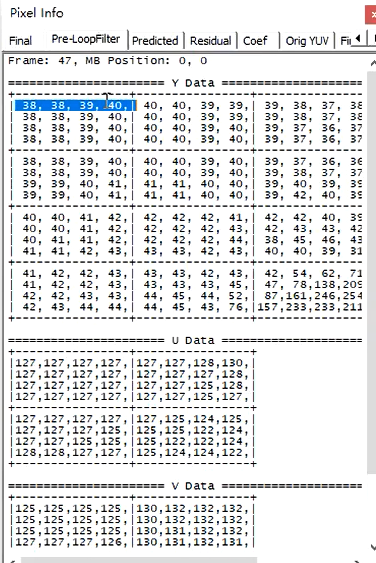 Pixel Info
Final Pre-LoopFilter Predicted Residual Coef Orig YUV Fil
Frame: 47, MB Position: 0, 0
======================= Y Data =====================
+---------------+---------------+---------------
| 38, 38, 39, 40,| 40, 40, 39, 39,| 39, 38, 37, 38
| 38, 38, 39, 40,| 40, 40, 39, 39,| 39, 38, 37, 38
| 38, 38, 39, 40,| 40, 40, 39, 40,| 39, 37, 36, 37
| 38, 38, 39, 40,| 40, 40, 39, 40,| 39, 37, 36, 37
+---------------+---------------+---------------
| 38, 38, 39, 40,| 40, 40, 39, 40,| 39, 37, 36, 36
| 38, 38, 39, 40,| 40, 40, 39, 40,| 39, 38, 37, 37
| 39, 39, 40, 41,| 41, 41, 40, 40,| 39, 40, 39, 39
| 39, 39, 40, 41,| 41, 41, 40, 40,| 39, 42, 40, 39
+---------------+---------------+---------------
| 40, 40, 41, 42,| 42, 42, 42, 41,| 42, 42, 40, 39
| 40, 40, 41, 42,| 42, 42, 42, 42,| 42, 43, 43, 42
| 40, 41, 41, 42,| 42, 42, 42, 44,| 38, 45, 46, 43
| 41, 41, 42, 43,| 43, 43, 42, 43,| 40, 40, 39, 31
+---------------+---------------+---------------
| 41, 42, 42, 43,| 43, 43, 42, 43,| 42, 54, 62, 71
| 41, 42, 42, 43,| 43, 43, 43, 45,| 47, 78,138,209
| 42, 42, 43, 43,| 44, 45, 44, 52,| 87,161,246,254
| 42, 43, 44, 44,| 44, 45, 43, 76,|157,233,233,211
+---------------+---------------+---------------
======================= U Data =====================
+---------------+---------------+
|127,127,127,127,|127,127,128,130,|
|127,127,127,127,|127,127,127,128,|
|127,127,127,127,|127,127,125,128,|
|127,127,127,127,|127,127,125,127,|
+---------------+---------------+
|127,127,127,127,|127,125,124,125,|
|127,127,127,125,|125,125,122,124,|
|127,127,125,125,|125,122,122,124,|
|128,128,127,127,|125,124,124,122,|
+---------------+---------------+
======================= V Data =====================
+---------------+---------------+
|125,125,125,125,|130,132,132,132,|
|125,125,125,125,|130,132,132,132,|
|125,125,125,125,|130,131,132,132,|
|127,127,127,126,|130,131,132,131,|